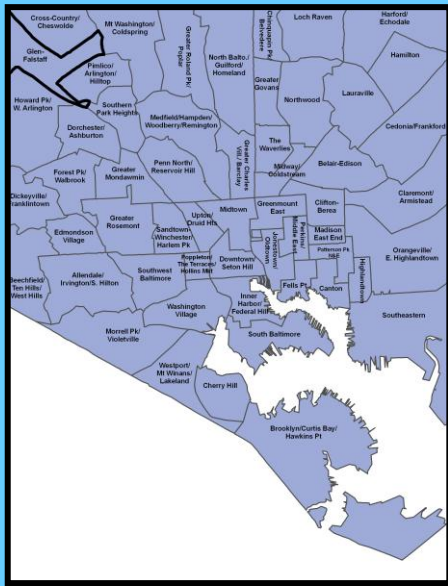 Cross-Country/
Cheswolde
Mt Washington/
Coldspring
Greater Roland Pk/
Poplar
Chinquapin Pk/
Belvedere
Loch Raven
Harford/
Echodale
Glen-
Falstaff
Pimlico/
Arlington/
Hilltop
North Balto./
Guilford/
Homeland
Greater
Govans
Hamilton
Howard Pk/
W. Arlington
Southern
Park Heights
Northwood
Lauraville
Dorchester/
Ashburton
Medfield/Hampden/
Woodberry/Remington
Cedonia/Frankford
Greater Charles
Vill / Barclay
The
Waverlies
Midway/
Coldstream
Belair-Edison
Forest Pk/
Walbrook
Greater
Mondawmin
Penn North/
Reservoir Hill
Claremont/
Armistead
Dickeyville/
Franklintown
Greater
Rosemont
Upton/
Druid Hts
Midtown
Greenmount
East
Clifton-
Berea
Edmondson
Village
Sandtown-
Winchester/
Harlem Pk
Jonestown/
Oldtown
Perkins/
Middle East
Madison
East End
Patterson Pk
N&E
Orangeville/
E. Highlandtown
Beechfield/
Ten Hills/
West Hills
Allendale/
Irvington/S. Hilton
Southwest
Baltimore
Poppleton/
The Terraces/
Hollins Mkt
Downtown/
Seton Hill
Fells Pt
Canton
Highlandtown
Southeastern
Washington
Village
Inner
Harbor/
Federal Hill
Morrell Pk/
Violetville
South Baltimore
Westport/
Mt Winans/
Lakeland
Cherry Hill
Brooklyn/Curtis Bay/
Hawkins Pt